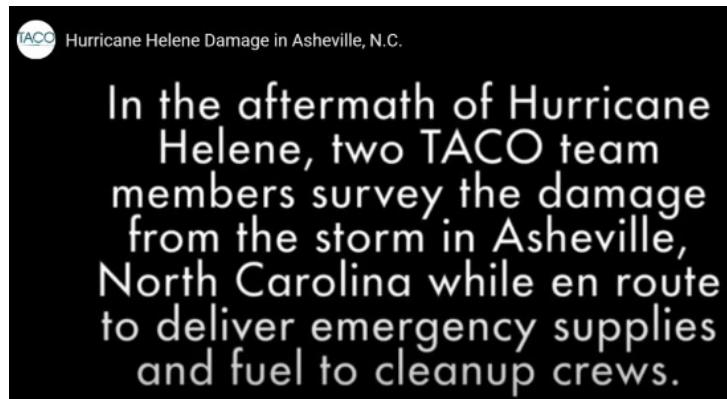 TACO Hurricane Helene Damage in Asheville, N.C.
In the aftermath of Hurricane
Helene, two TACO team
members survey the damage
from the storm in Asheville,
North Carolina while en route
to deliver emergency supplies
and fuel to cleanup crews.